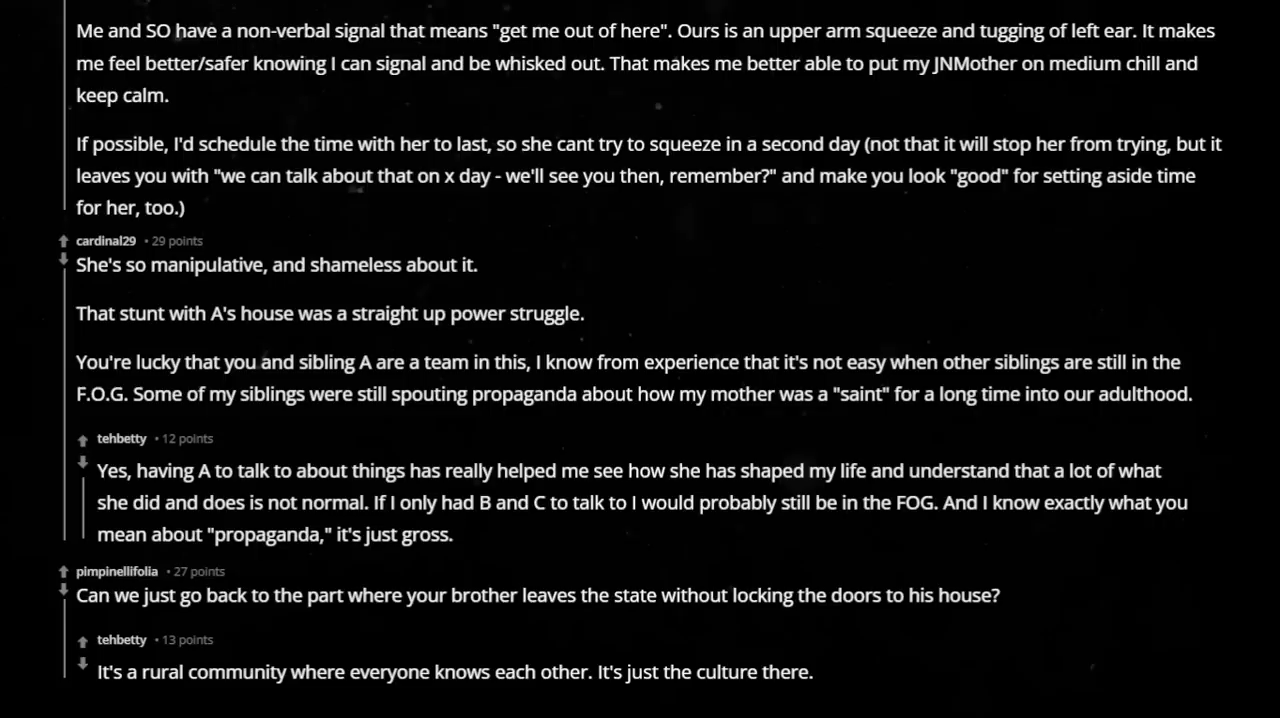 Me and SO have a non-verbal signal that means "get me out of here". Ours is an upper arm squeeze and tugging of left ear. It makes
me feel better/safer knowing I can signal and be whisked out. That makes me better able to put my JNMother on medium chill and
keep calm.
If possible, I'd schedule the time with her to last, so she cant try to squeeze in a second day (not that it will stop her from trying, but it
leaves you with "we can talk about that on x day - we'll see you then, remember?" and make you look "good" for setting aside time
for her, too.)
cardinal29 • 29 points
She's so manipulative, and shameless about it.
That stunt with A's house was a straight up power struggle.
You're lucky that you and sibling A are a team in this, I know from experience that it's not easy when other siblings are still in the
F.O.G. Some of my siblings were still spouting propaganda about how my mother was a "saint" for a long time into our adulthood.
tehbetty • 12 points
Yes, having A to talk to about things has really helped me see how she has shaped my life and understand that a lot of what
she did and does is not normal. If I only had B and C to talk to I would probably still be in the FOG. And I know exactly what you
mean about "propaganda," it's just gross.
pimpinellifolia • 27 points
Can we just go back to the part where your brother leaves the state without locking the doors to his house?
tehbetty • 13 points
It's a rural community where everyone knows each other. It's just the culture there.